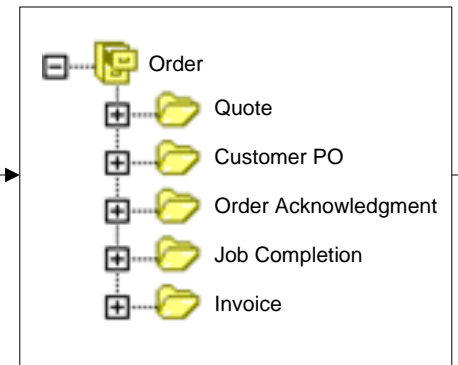 Order
Quote
Customer PO
Order Acknowledgment
Job Completion
Invoice